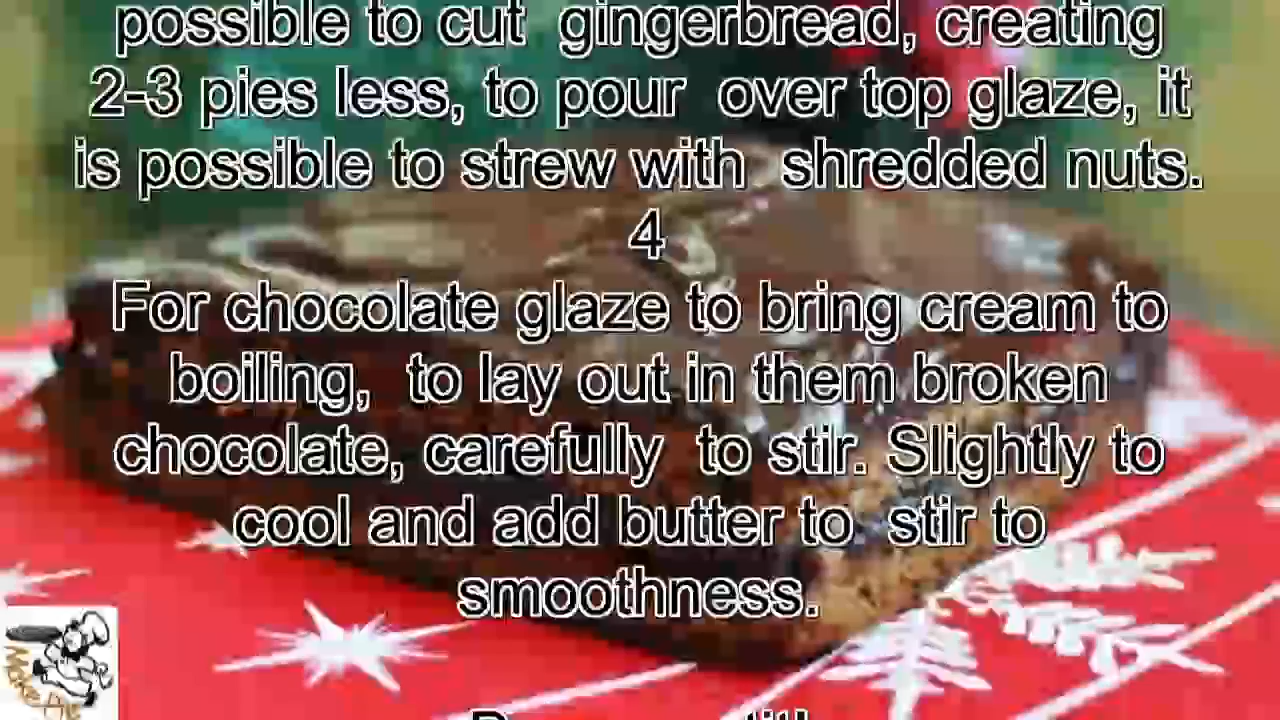 possible to cut gingerbread, creating
2-3 pies less, to pour over top glaze, it
is possible to strew with shredded nuts.
4
For chocolate glaze to bring cream to
boiling, to lay out in them broken
chocolate, carefully to stir. Slightly to
cool and add butter to stir to
smoothness.